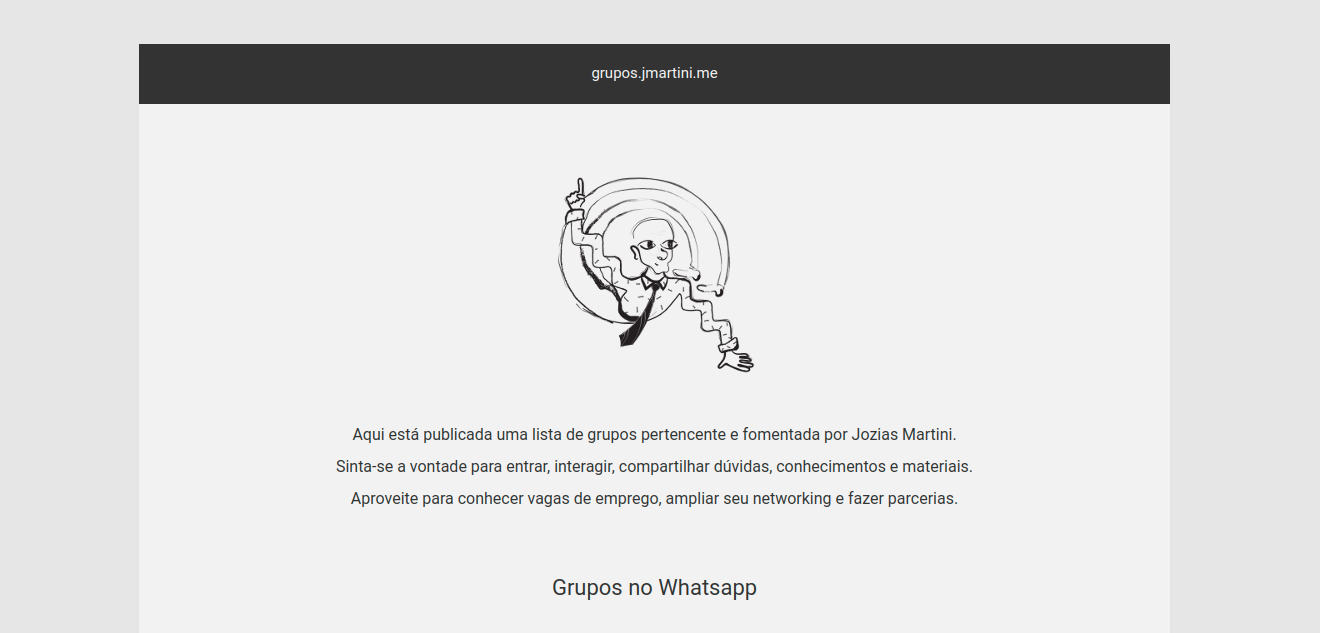 grupos.jmartini.me
Aqui está publicada uma lista de grupos pertencente e fomentada por Jozias Martini.
Sinta-se a vontade para entrar, interagir, compartilhar dúvidas, conhecimentos e materiais.
Aproveite para conhecer vagas de emprego, ampliar seu networking e fazer parcerias.
Grupos no Whatsapp